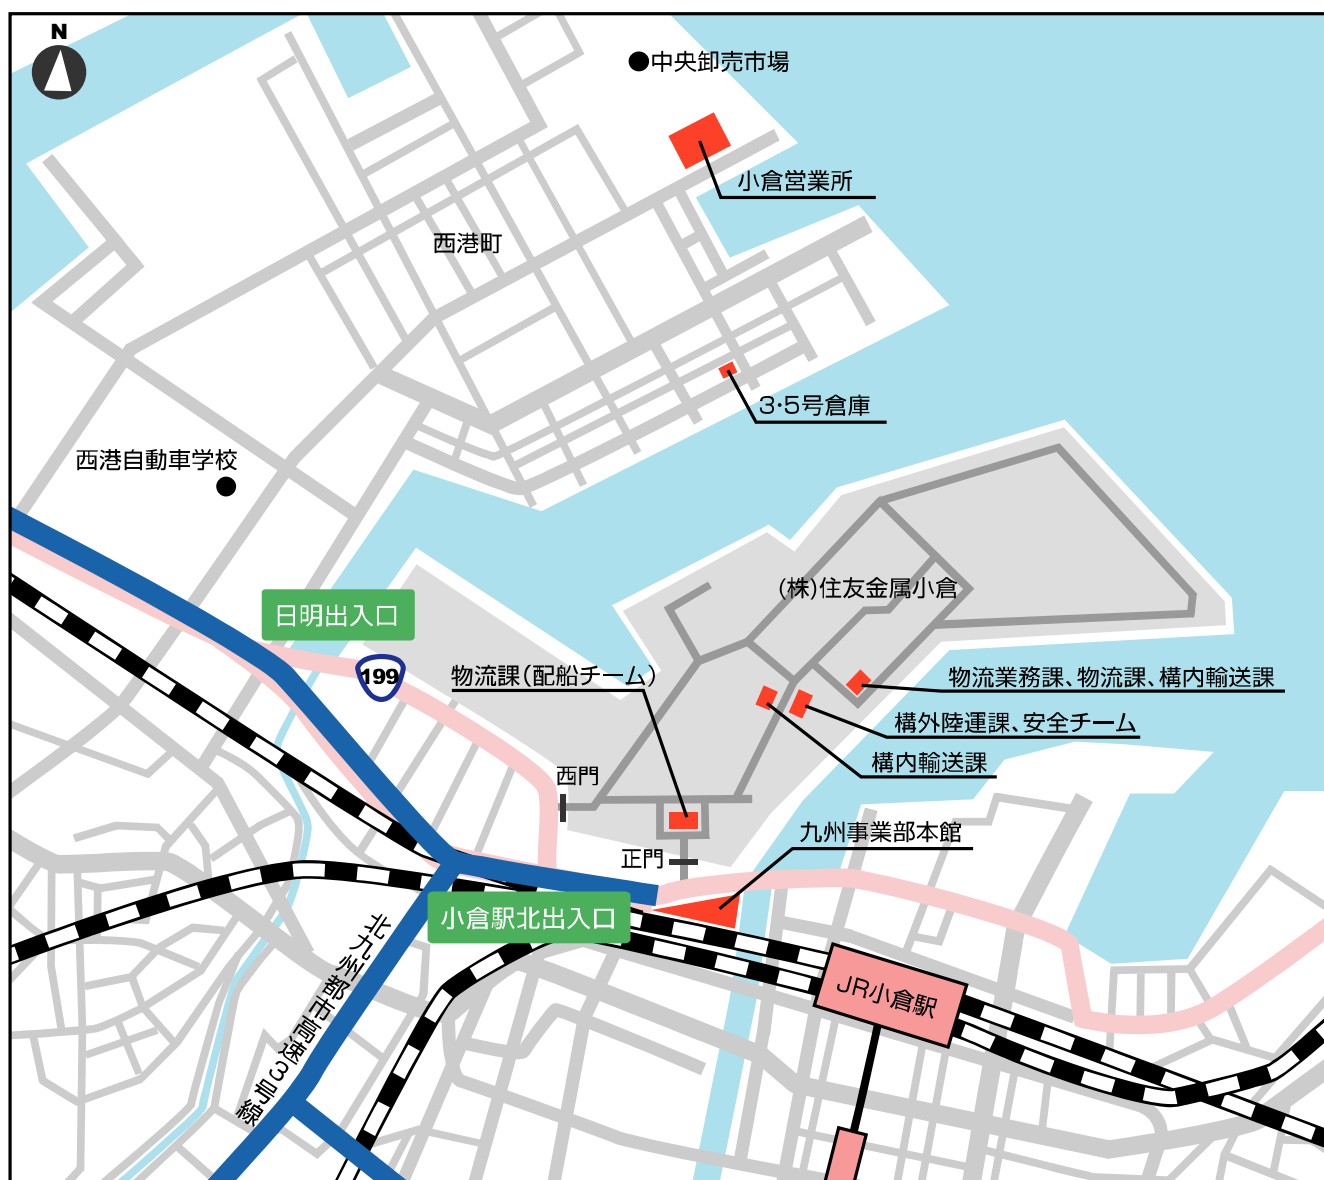 N
中央卸売市場
小倉営業所
西港町
3・5号倉庫
西港自動車学校
(株)住友金属小倉
日明出入口
199
物流課(配船チーム)
物流業務課、物流課、構内輸送課
構外陸運課、安全チーム
構内輸送課
西門
九州事業部本館
正門
小倉駅北出入口
JR小倉駅
北九州都市高速3号線